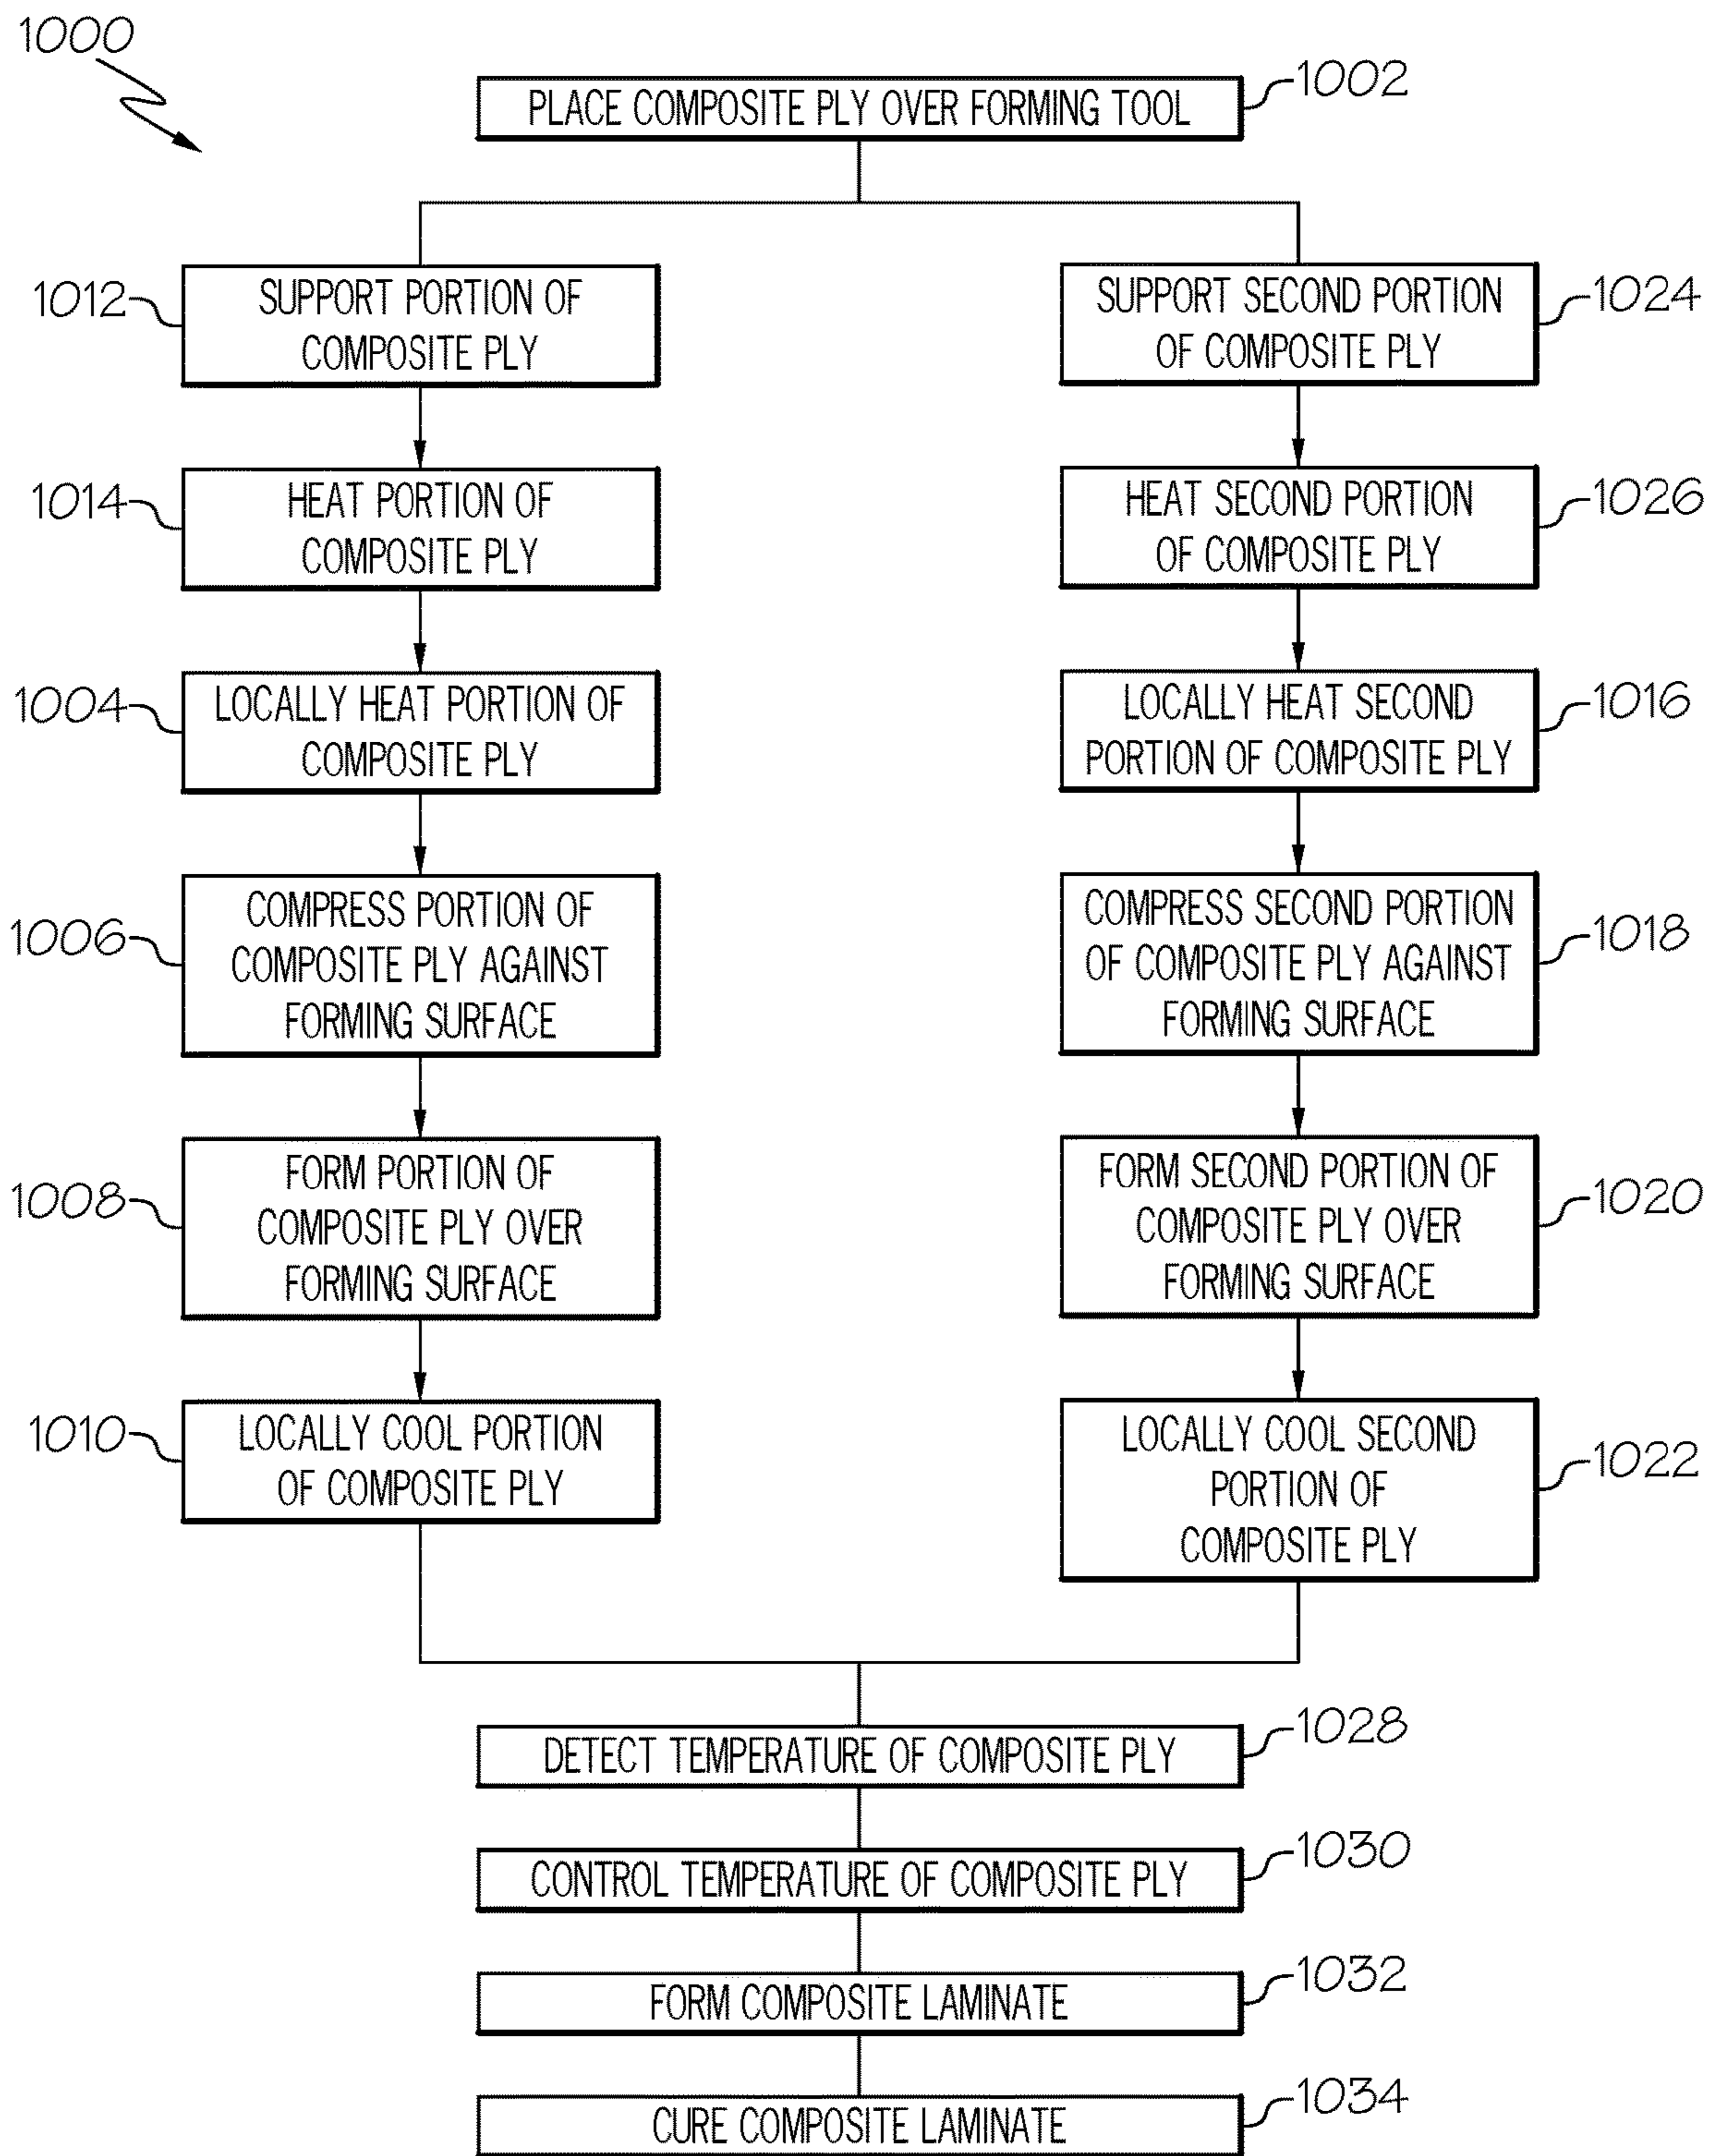 1000
PLACE COMPOSITE PLY OVER FORMING TOOL
1002
1012
SUPPORT PORTION OF
COMPOSITE PLY
1014
HEAT PORTION OF
COMPOSITE PLY
1004
LOCALLY HEAT PORTION OF
COMPOSITE PLY
1006
COMPRESS PORTION OF
COMPOSITE PLY AGAINST
FORMING SURFACE
1008
FORM PORTION OF
COMPOSITE PLY OVER
FORMING SURFACE
1010
LOCALLY COOL PORTION
OF COMPOSITE PLY
SUPPORT SECOND PORTION
OF COMPOSITE PLY
1024
HEAT SECOND PORTION
OF COMPOSITE PLY
1026
LOCALLY HEAT SECOND
PORTION OF COMPOSITE PLY
1016
COMPRESS SECOND PORTION
OF COMPOSITE PLY AGAINST
FORMING SURFACE
1018
FORM SECOND PORTION OF
COMPOSITE PLY OVER
FORMING SURFACE
1020
LOCALLY COOL SECOND
PORTION OF
COMPOSITE PLY
1022
DETECT TEMPERATURE OF COMPOSITE PLY
1028
CONTROL TEMPERATURE OF COMPOSITE PLY
1030
FORM COMPOSITE LAMINATE
1032
CURE COMPOSITE LAMINATE
1034